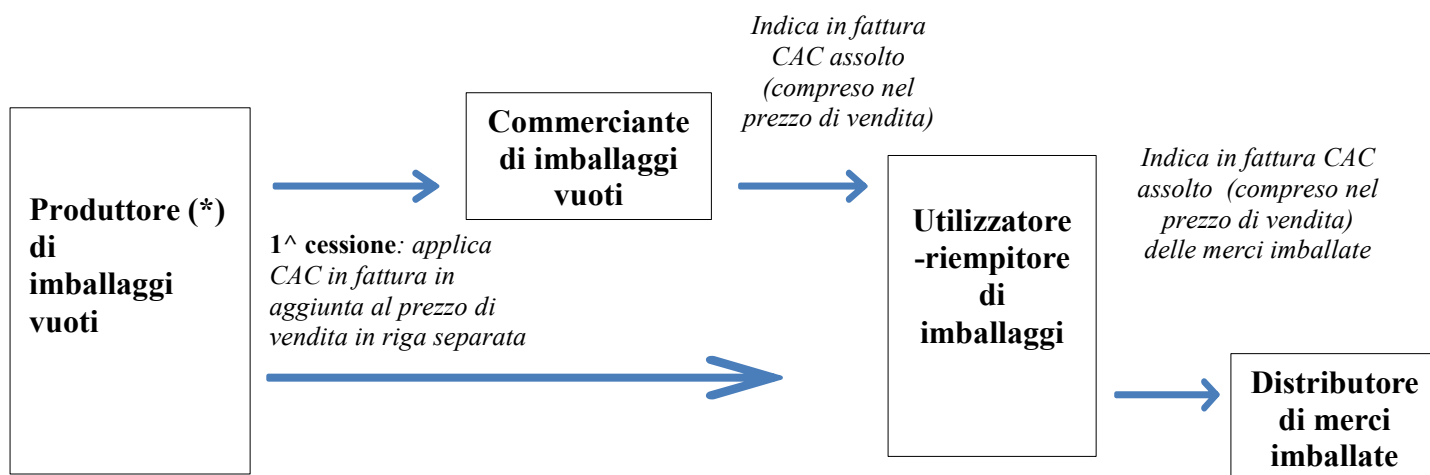 Produttore (*)
di
imballaggi
vuoti
Commerciante
di imballaggi
vuoti
1^ cessione: applica
CAC in fattura in
aggiunta al prezzo di
vendita in riga separata
Indica in fattura
CAC assolto
(compreso nel
prezzo di vendita)
Utilizzatore
-riempitore
di
imballaggi
Indica in fattura CAC
assolto (compreso nel
prezzo di vendita)
delle merci imballate
Distributore
di merci
imballate